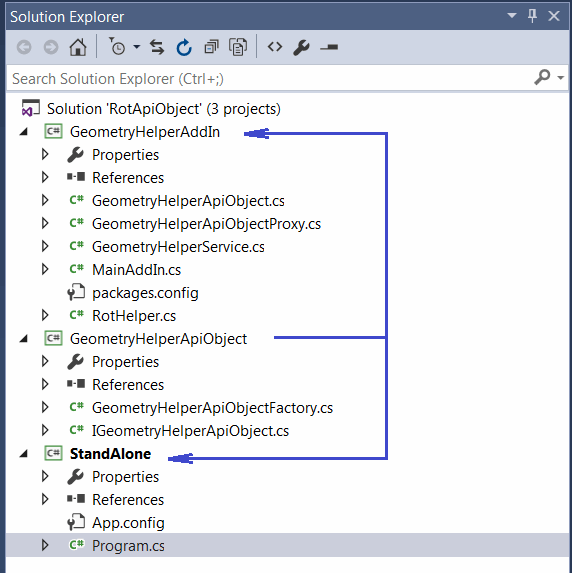 Solution Explorer
Search Solution Explorer (Ctrl+;)
Solution 'RotApiObject' (3 projects)
C# GeometryHelperAddIn
Properties
References
C# GeometryHelperApiObject.cs
C# GeometryHelperApiObjectProxy.cs
C# GeometryHelperService.cs
C# MainAddIn.cs
packages.config
C# RotHelper.cs
C# GeometryHelperApiObject
Properties
References
C# GeometryHelperApiObjectFactory.cs
C# IGeometryHelperApiObject.cs
C# StandAlone
Properties
References
App.config
C# Program.cs